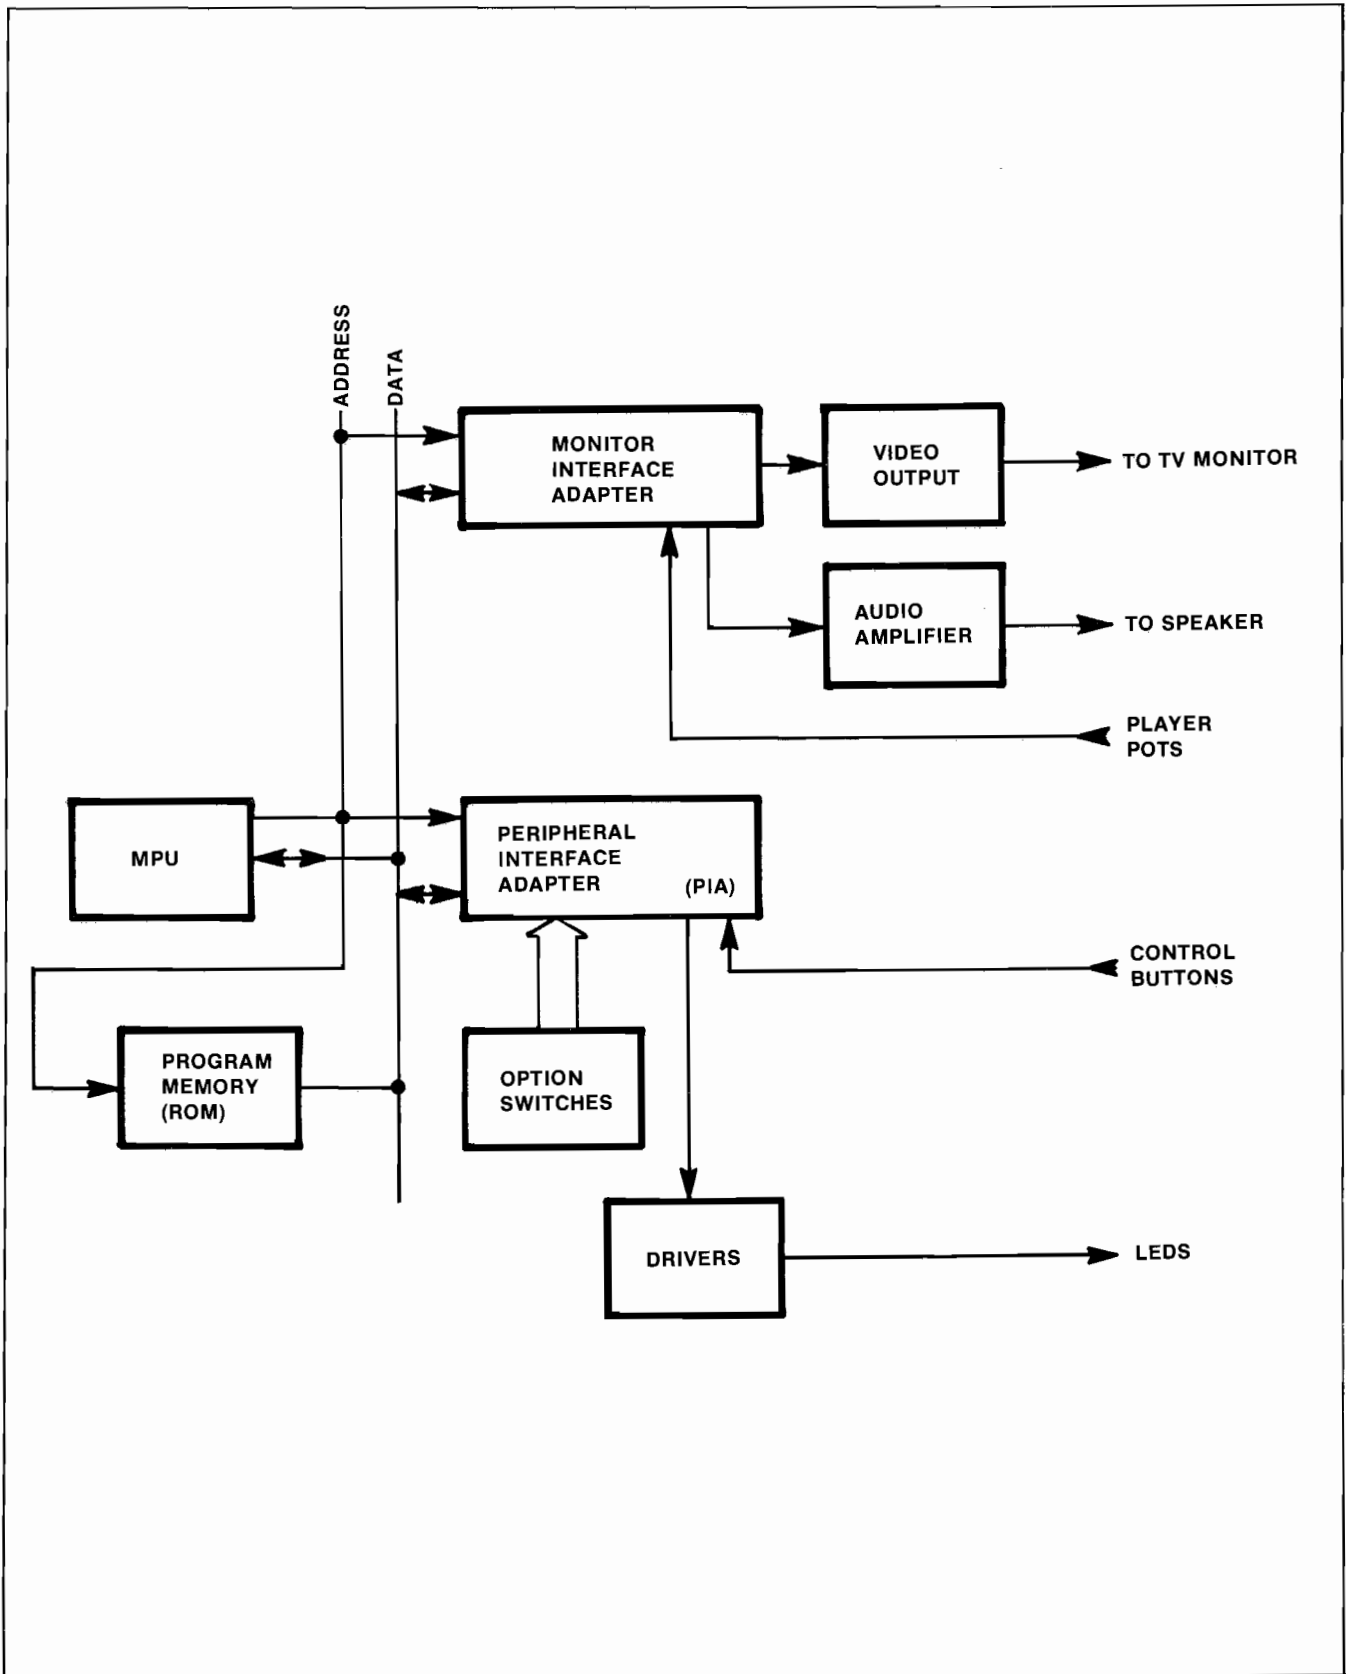 ADDRESS
DATA
MONITOR
INTERFACE
ADAPTER
VIDEO
OUTPUT
TO TV MONITOR
AUDIO
AMPLIFIER
TO SPEAKER
PLAYER
POTS
MPU
PERIPHERAL
INTERFACE
ADAPTER
(PIA)
CONTROL
BUTTONS
PROGRAM
MEMORY
(ROM)
OPTION
SWITCHES
DRIVERS
LEDS